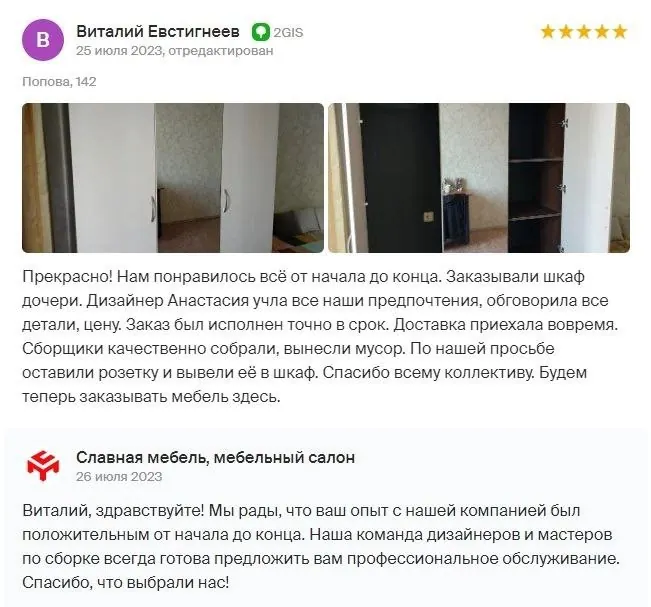 В
Виталий Евстигнеев 2GIS
25 июля 2023, отредактирован
Попова, 142
Прекрасно! Нам понравилось всё от начала до конца. Заказывали шкаф
дочери. Дизайнер Анастасия учла все наши предпочтения, обговорила все
детали, цену. Заказ был исполнен точно в срок. Доставка приехала вовремя.
Сборщики качественно собрали, вынесли мусор. По нашей просьбе
оставили розетку и вывели её в шкаф. Спасибо всему коллективу. Будем
теперь заказывать мебель здесь.
Славная мебель, мебельный салон
26 июля 2023
Виталий, здравствуйте! Мы рады, что ваш опыт с нашей компанией был
положительным от начала до конца. Наша команда дизайнеров и мастеров
по сборке всегда готова предложить вам профессиональное обслуживание.
Спасибо, что выбрали нас!